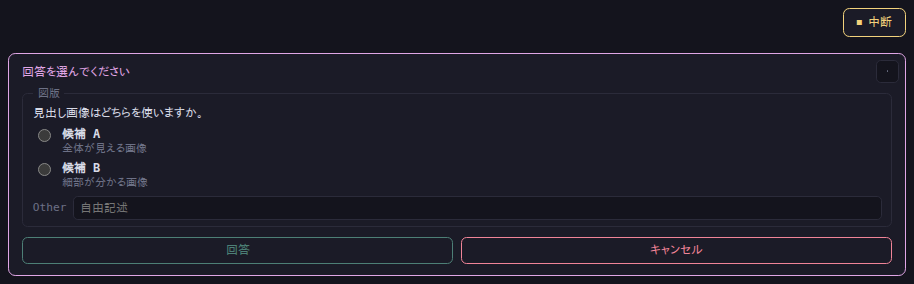 ■ 中断
回答を選んでください
図版
見出し画像はどちらを使いますか。
候補 A
全体が見える画像
候補 B
細部が分かる画像
Other 自由記述
回答 キャンセル